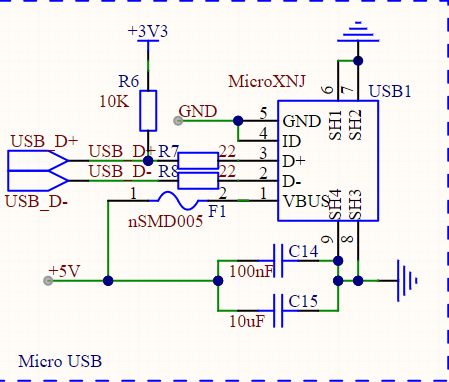 +3V3
R6
10K
MicroXNJ
USB1
6
7
GND
5
GND
SH1
SH2
4
ID
USB_D+
USB_D+
R7
22
3
D+
USB_D-
USB_D-
R8
22
2
D-
1
2
1
VBUS
nSMD005
F1
SH4
SH3
9
8
+5V
C14
100nF
C15
10uF
Micro USB